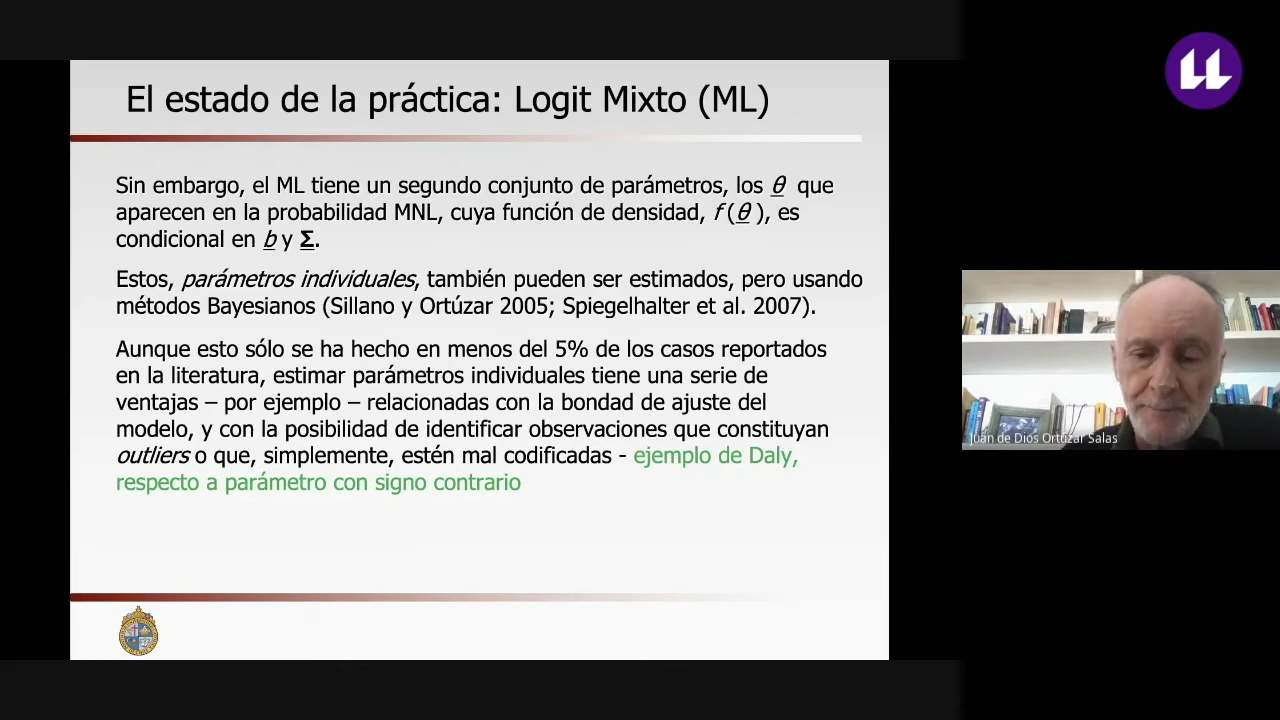 El estado de la práctica: Logit Mixto (ML)
Sin embargo, el ML tiene un segundo conjunto de parámetros, los θ que
aparecen en la probabilidad MNL, cuya función de densidad, f (θ ), es
condicional en b y Σ.
Estos, parámetros individuales, también pueden ser estimados, pero usando
métodos Bayesianos (Sillano y Ortúzar 2005; Spiegelhalter et al. 2007).
Aunque esto sólo se ha hecho en menos del 5% de los casos reportados
en la literatura, estimar parámetros individuales tiene una serie de
ventajas – por ejemplo – relacionadas con la bondad de ajuste del
modelo, y con la posibilidad de identificar observaciones que constituyan
outliers o que, simplemente, estén mal codificadas - ejemplo de Daly,
respecto a parámetro con signo contrario
Juan de Dios Ortúzar Salas